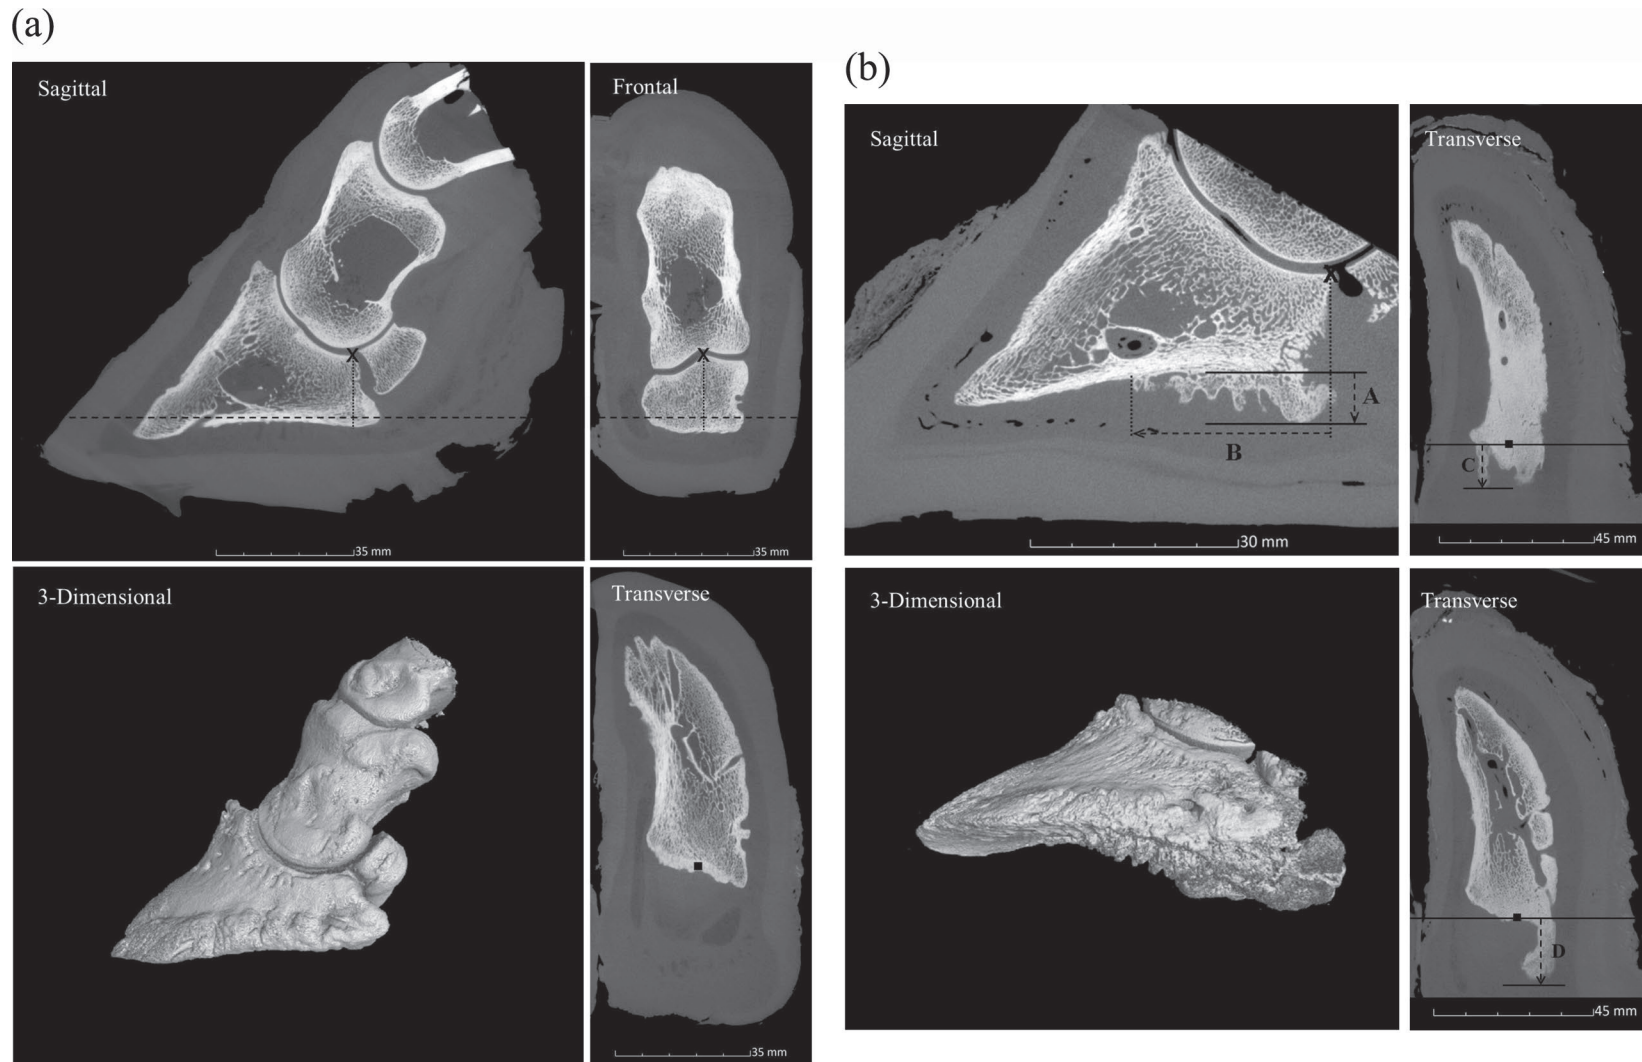 (a)
Sagittal
X
35 mm
Frontal
X
35 mm
3-Dimensional
Transverse
35 mm
(b)
Sagittal
X
A
B
30 mm
Transverse
C
45 mm
3-Dimensional
Transverse
D
45 mm